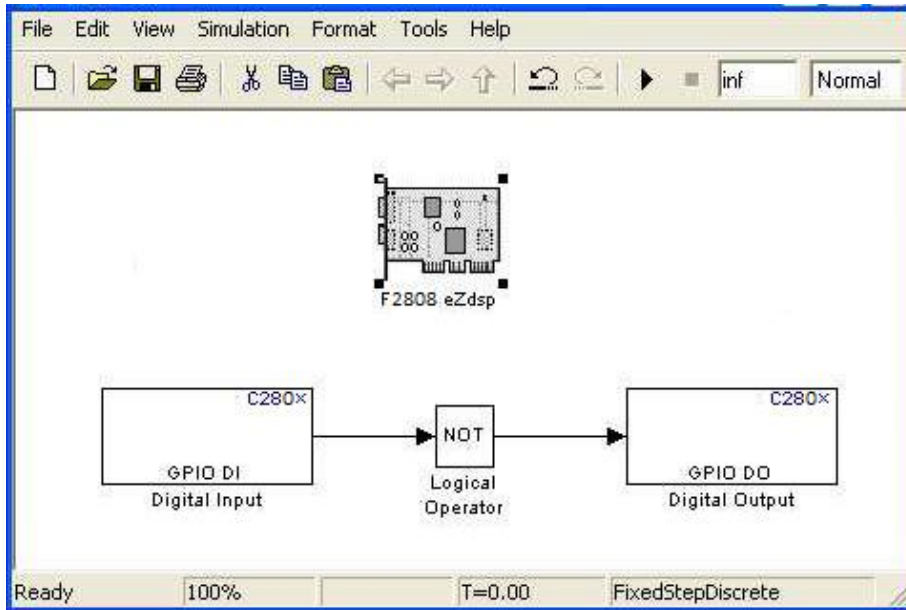 File Edit View Simulation Format Tools Help
inf Normal
F2808 eZdsp
C280x C280x
NOT
GPIO DI GPIO DO
Digital Input Logical Operator Digital Output
Ready 100% T=0.00 FixedStepDiscrete